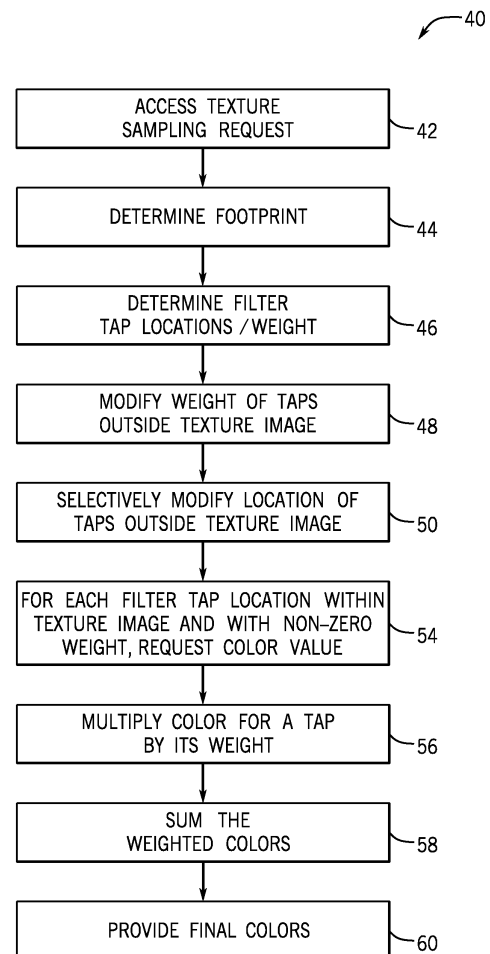 40
ACCESS TEXTURE
SAMPLING REQUEST
42
DETERMINE FOOTPRINT
44
DETERMINE FILTER
TAP LOCATIONS / WEIGHT
46
MODIFY WEIGHT OF TAPS
OUTSIDE TEXTURE IMAGE
48
SELECTIVELY MODIFY LOCATION OF
TAPS OUTSIDE TEXTURE IMAGE
50
FOR EACH FILTER TAP LOCATION WITHIN
TEXTURE IMAGE AND WITH NON-ZERO
WEIGHT, REQUEST COLOR VALUE
54
MULTIPLY COLOR FOR A TAP
BY ITS WEIGHT
56
SUM THE
WEIGHTED COLORS
58
PROVIDE FINAL COLORS
60